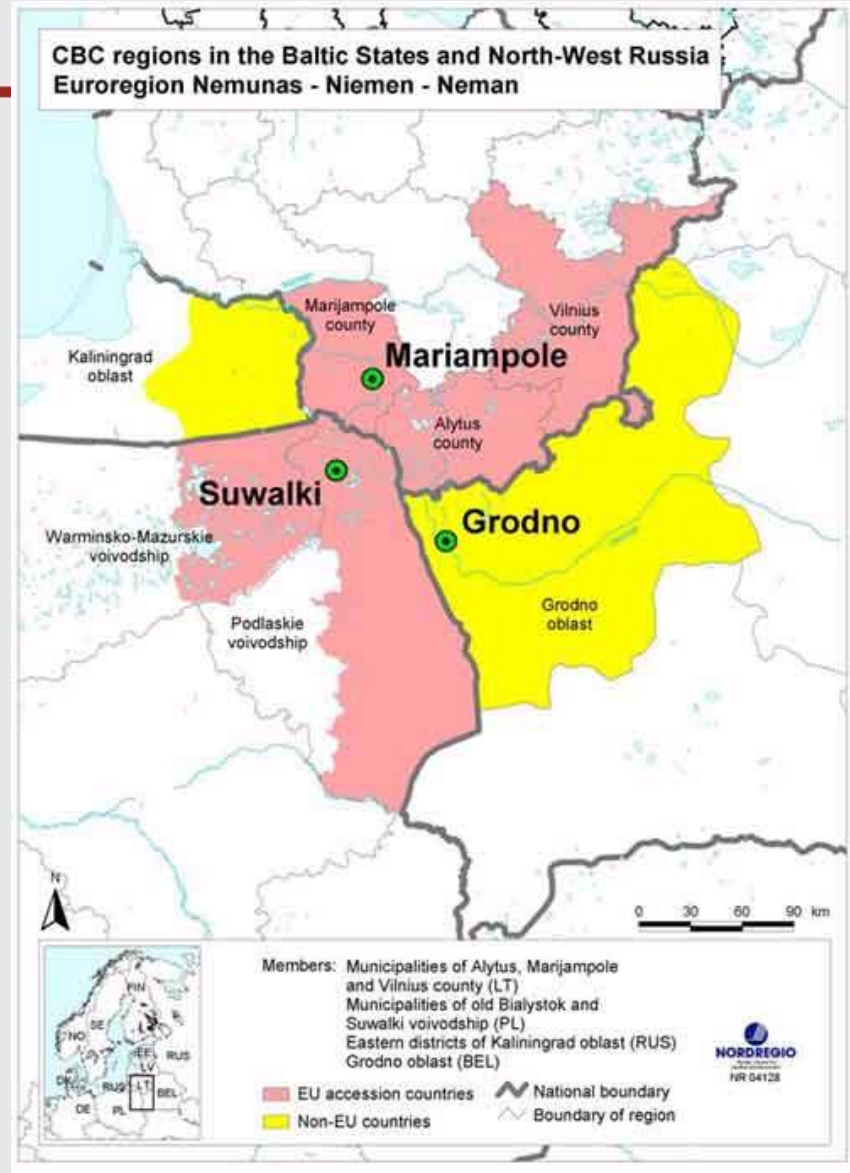 CBC regions in the Baltic States and North-West Russia
Euroregion Nemunas - Niemen - Neman
Marijampole
county
Vilnius
county
Kaliningrad
oblast
Mariampole
Alytus
county
Suwalki
Grodno
Warminsko-Mazurskie
voivodship
Grodno
oblast
Podlaskie
voivodship
N
0 30 60 90 km
Members: Municipalities of Alytus, Marijampole
and Vilnius county (LT)
Municipalities of old Bialystok and
Suwalki voivodship (PL)
Eastern districts of Kaliningrad oblast (RUS)
Grodno oblast (BEL)
EU accession countries
National boundary
Non-EU countries
Boundary of region
FIN
SE
NO
EE
RUS
LV
DK
RUS
LT
BEL
DE
PL
NORDREGIO
NR 04128